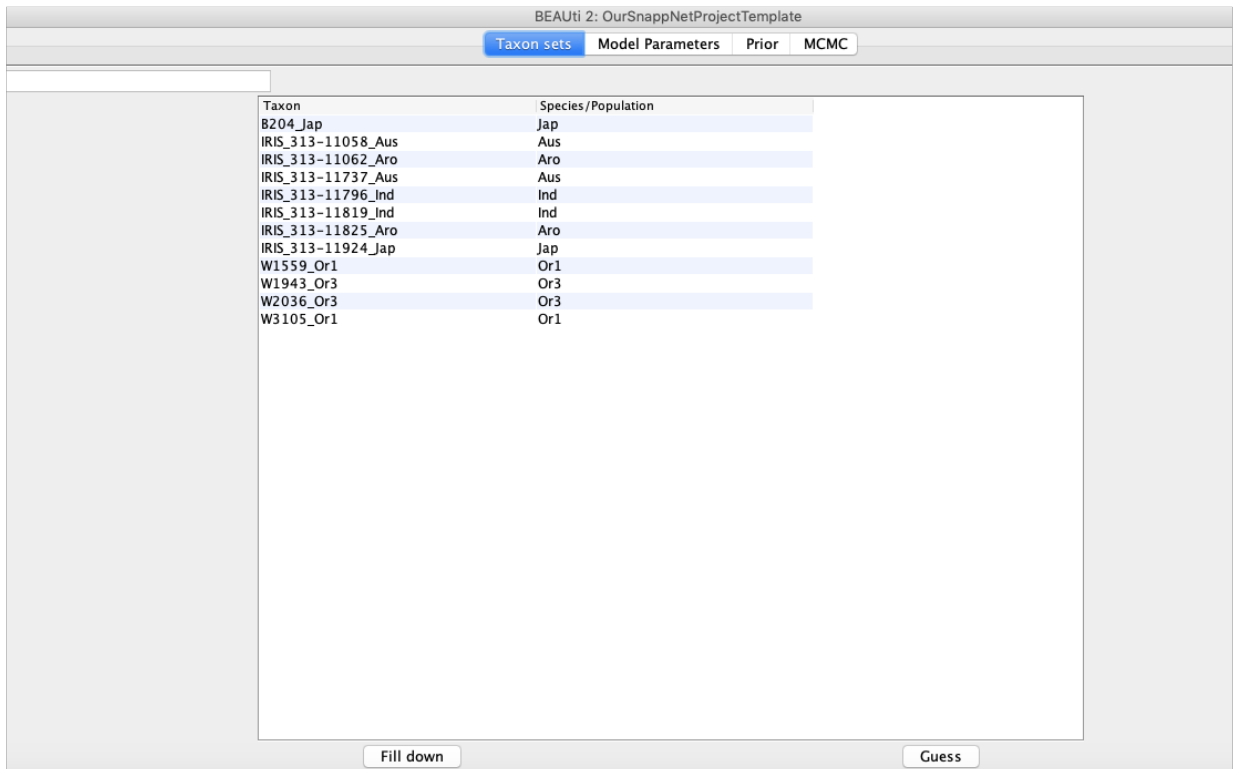 BEAUti 2: OurSnappNetProjectTemplate
Taxon sets Model Parameters Prior MCMC
Taxon Species/Population
B204_Jap Jap
IRIS_313-11058_Aus Aus
IRIS_313-11062_Aro Aro
IRIS_313-11737_Aus Aus
IRIS_313-11796_Ind Ind
IRIS_313-11819_Ind Ind
IRIS_313-11825_Aro Aro
IRIS_313-11924_Jap Jap
W1559_Or1 Or1
W1943_Or3 Or3
W2036_Or3 Or3
W3105_Or1 Or1
Fill down Guess